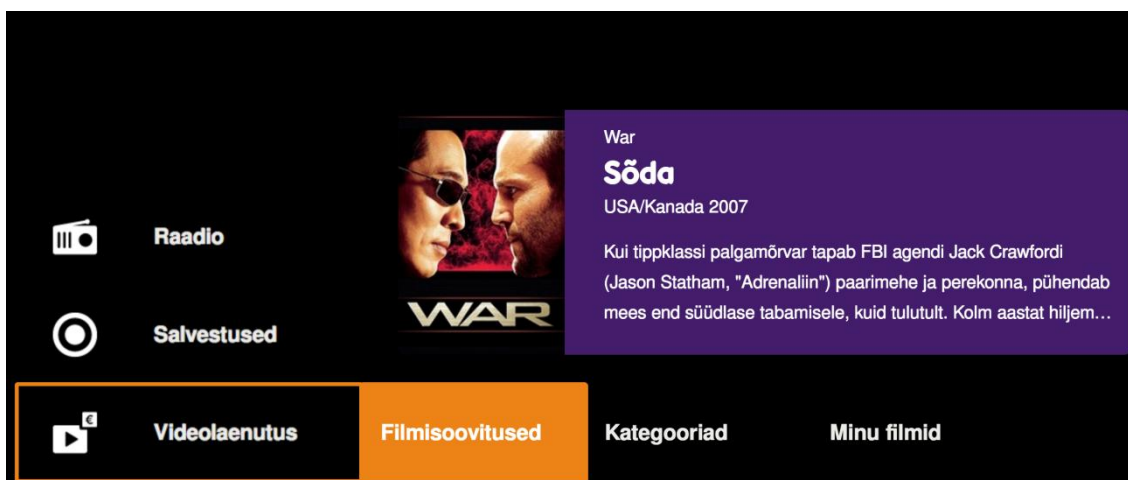 War
Sõda
USA/Kanada 2007
Kui tippklassi palgamõrvar tapab FBI agendi Jack Crawfordi
(Jason Statham, "Adrenaliin") paarimehe ja perekonna, pühendab
mees end süüdlase tabamisele, kuid tulutult. Kolm aastat hiljem...
WAR
Raadio
Salvestused
€
Videolaenutus Filmisoovitused Kategooriad Minu filmid